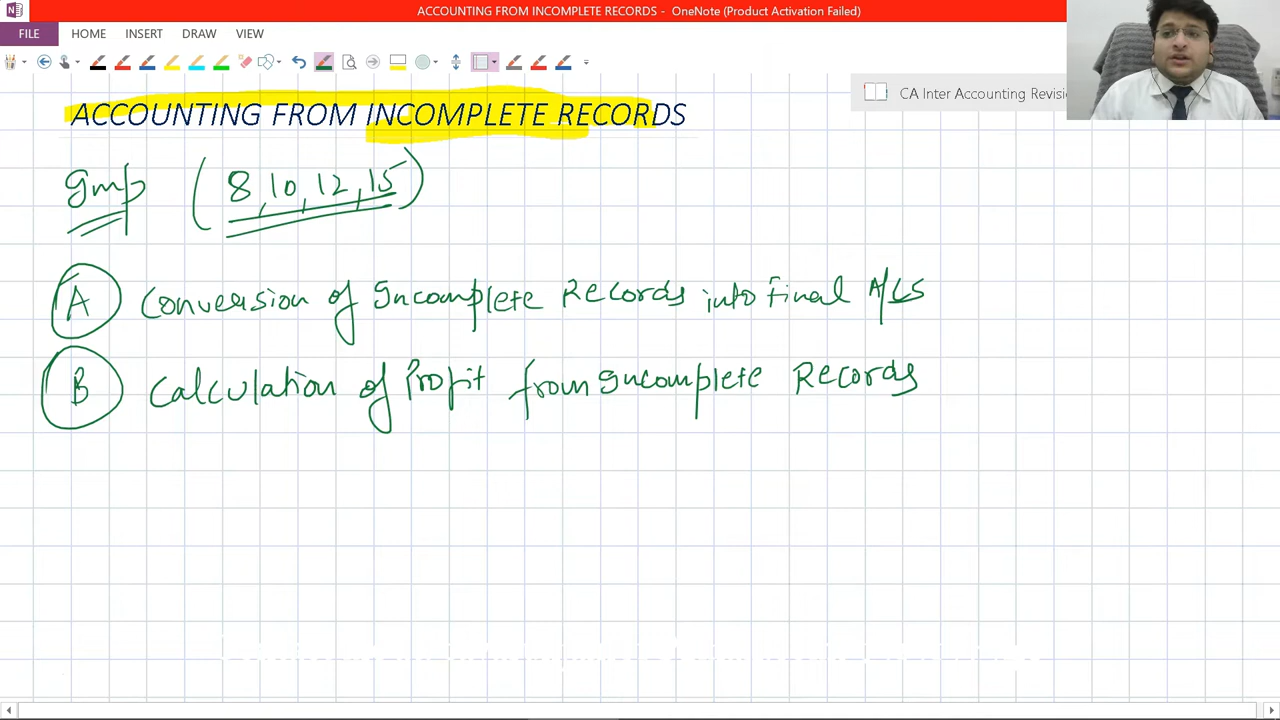 ACCOUNTING FROM INCOMPLETE RECORDS - OneNote (Product Activation Failed)
FILE HOME INSERT DRAW VIEW
CA Inter Accounting Revisi
ACCOUNTING FROM INCOMPLETE RECORDS
Imp (8, 10, 12, 15)
A Conversion of Incomplete Records into Final A/cs
B Calculation of Profit from Incomplete Records